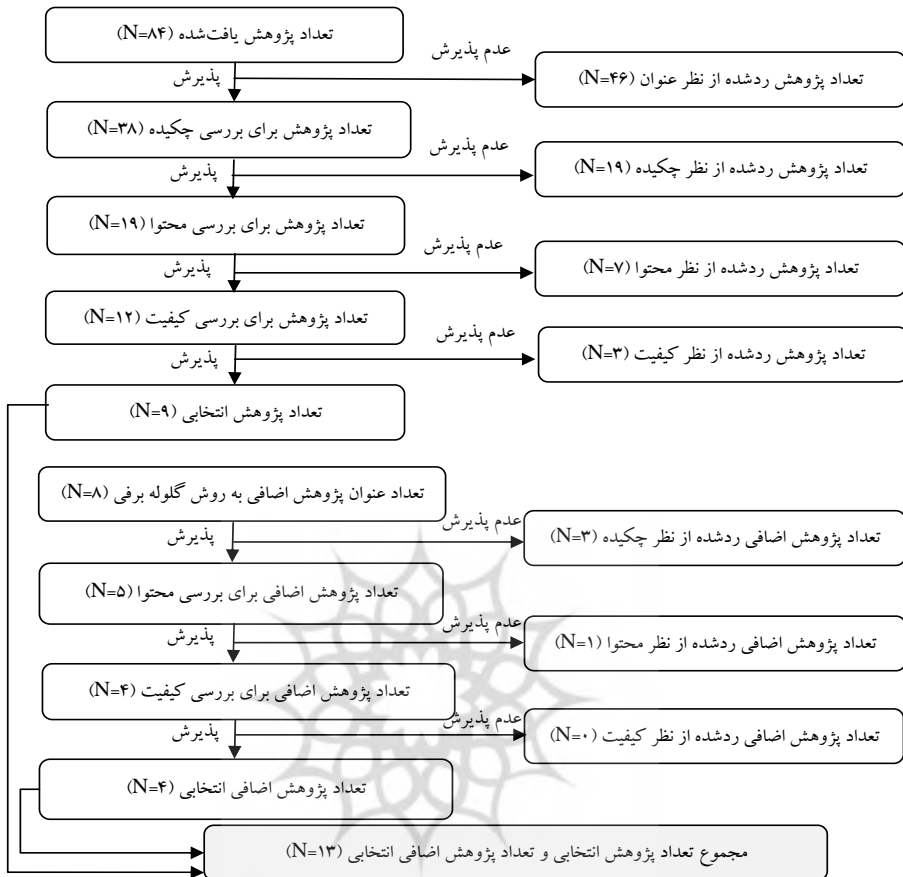 تعداد پژوهش یافت‌شده (N=۸۴)
عدم پذیرش
پذیرش
تعداد پژوهش ردشده از نظر عنوان (N=۴۶)
تعداد پژوهش برای بررسی چکیده (N=۳۸)
عدم پذیرش
پذیرش
تعداد پژوهش ردشده از نظر چکیده (N=۱۹)
تعداد پژوهش برای بررسی محتوا (N=۱۹)
عدم پذیرش
پذیرش
تعداد پژوهش ردشده از نظر محتوا (N=۷)
تعداد پژوهش برای بررسی کیفیت (N=۱۲)
عدم پذیرش
پذیرش
تعداد پژوهش ردشده از نظر کیفیت (N=۳)
تعداد پژوهش انتخابی (N=۹)
تعداد عنوان پژوهش اضافی به روش گلوله برفی (N=۸)
عدم پذیرش
پذیرش
تعداد پژوهش اضافی ردشده از نظر چکیده (N=۳)
تعداد پژوهش اضافی برای بررسی محتوا (N=۵)
عدم پذیرش
پذیرش
تعداد پژوهش اضافی ردشده از نظر محتوا (N=۱)
تعداد پژوهش اضافی برای بررسی کیفیت (N=۴)
عدم پذیرش
پذیرش
تعداد پژوهش اضافی ردشده از نظر کیفیت (N=۰)
تعداد پژوهش اضافی انتخابی (N=۴)
مجموع تعداد پژوهش انتخابی و تعداد پژوهش اضافی انتخابی (N=۱۳)